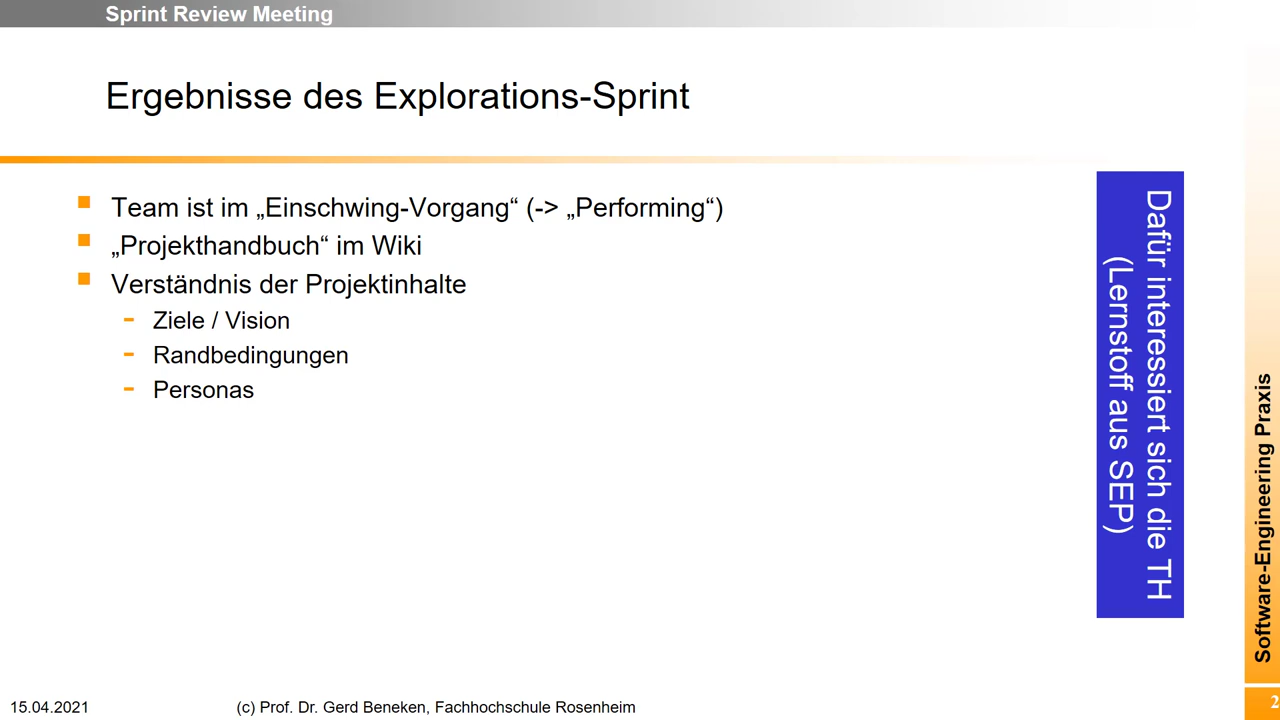 Sprint Review Meeting
Ergebnisse des Explorations-Sprint
Team ist im „Einschwing-Vorgang“ (-> „Performing“)
„Projekthandbuch“ im Wiki
Verständnis der Projektinhalte
- Ziele / Vision
- Randbedingungen
- Personas
Dafür interessiert sich die TH
(Lernstoff aus SEP)
Software-Engineering Praxis
15.04.2021
(c) Prof. Dr. Gerd Beneken, Fachhochschule Rosenheim
2